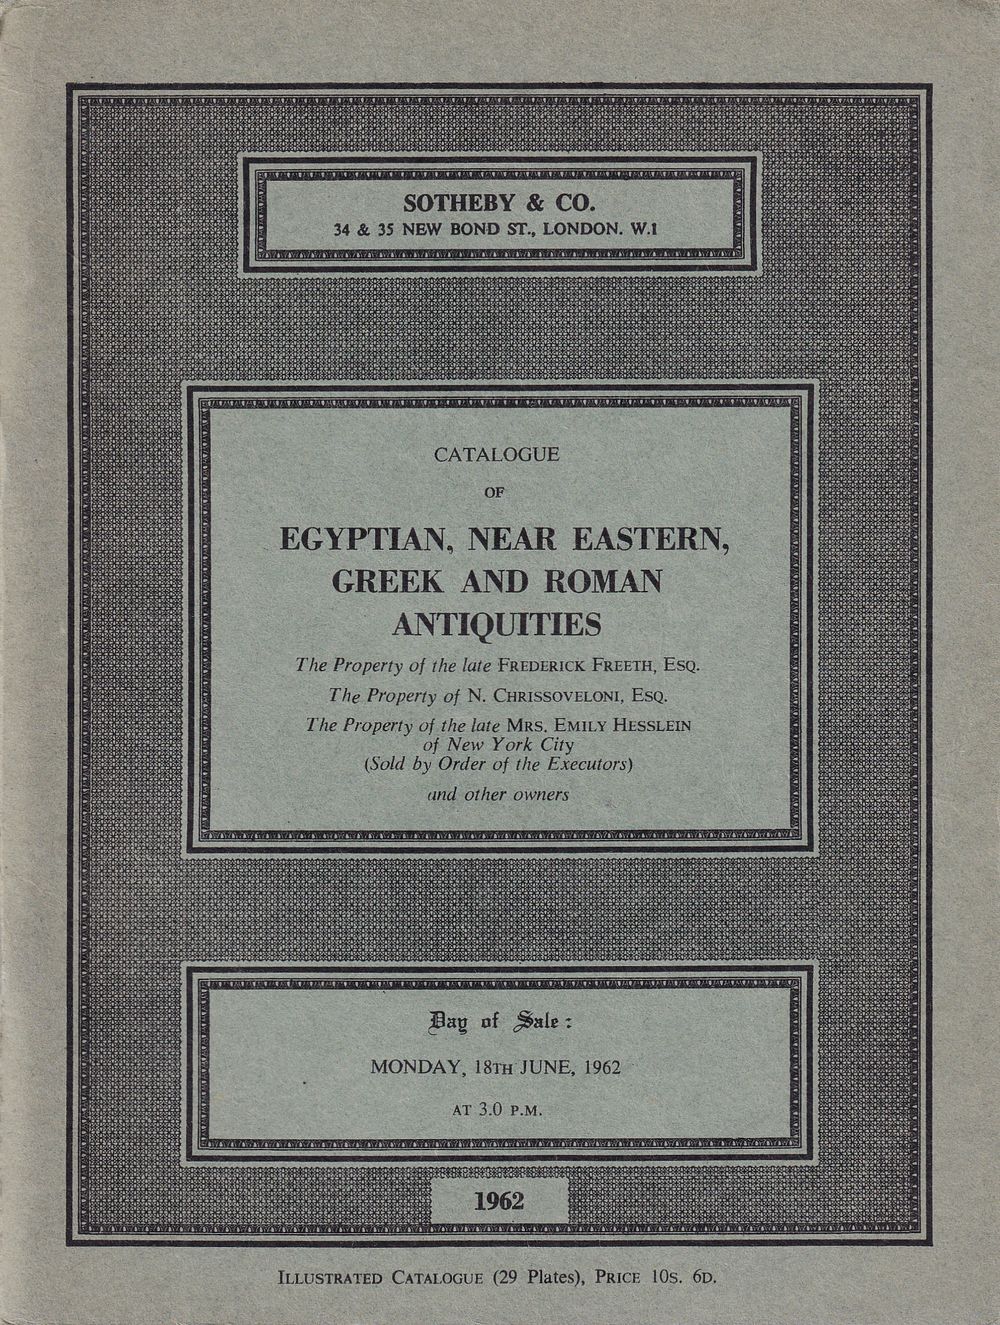 SOTHEBY & CO.
34 & 35 NEW BOND ST., LONDON. W.1
CATALOGUE
OF
EGYPTIAN, NEAR EASTERN,
GREEK AND ROMAN
ANTIQUITIES
The Property of the late FREDERICK FREETH, ESQ.
The Property of N. CHRISSOVELONI, ESQ.
The Property of the late MRS. EMILY HESSLEIN
of New York City
(Sold by Order of the Executors)
and other owners
Day of Sale :
MONDAY, 18TH JUNE, 1962
AT 3.0 P.M.
1962
ILLUSTRATED CATALOGUE (29 Plates), PRICE 10S. 6D.